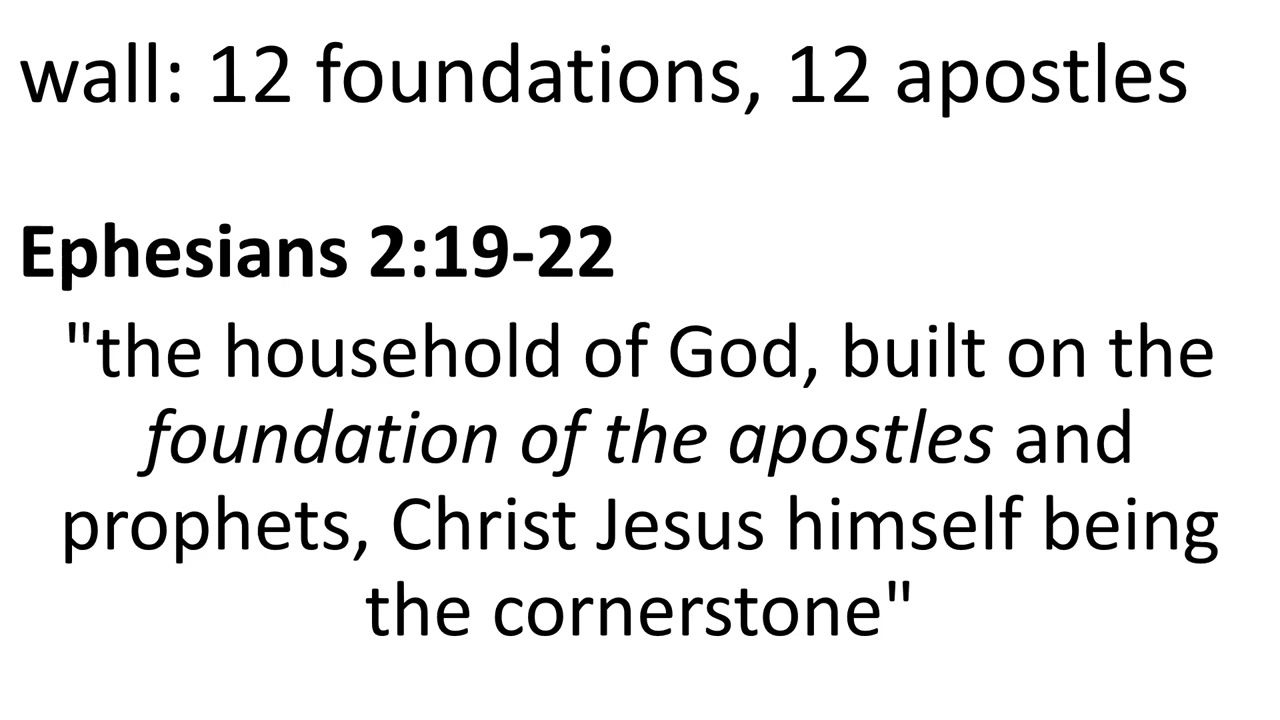 wall: 12 foundations, 12 apostles
Ephesians 2:19-22
"the household of God, built on the
foundation of the apostles and
prophets, Christ Jesus himself being
the cornerstone"